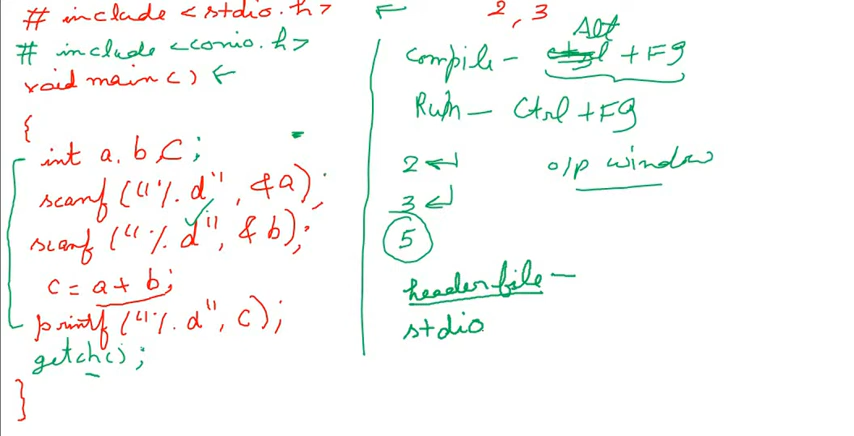 # include <stdio.h>
# include <conio.h>
void main()
{
int a, b, c;
scanf ("%d", &a);
scanf ("%d", &b);
c = a + b;
printf ("%d", c);
getch();
}
2, 3
Alt
Compile - ctrl + F9
Run - Ctrl + F9
2 o/p window
3
5
header file -
stdio